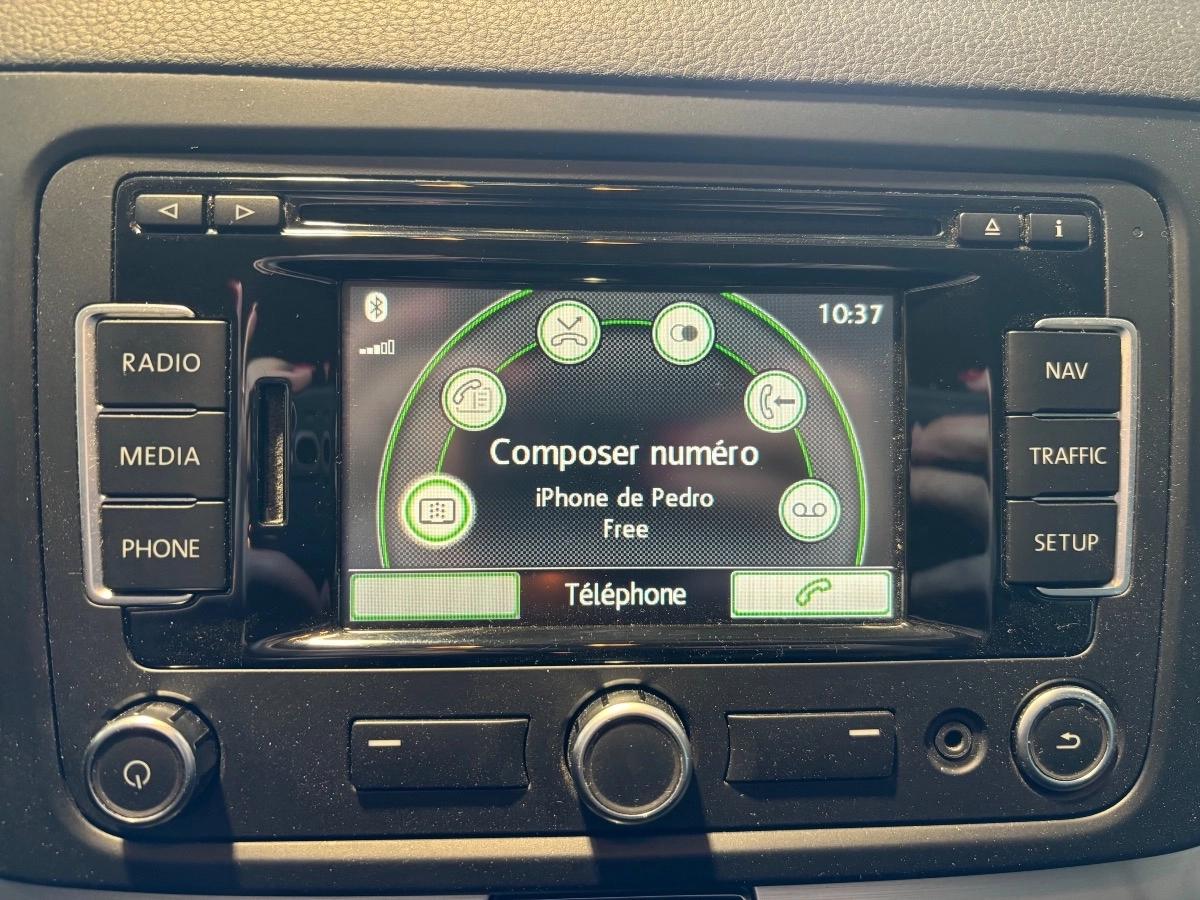 i
10:37
RADIO
MEDIA
PHONE
Composer numéro
iPhone de Pedro
Free
Téléphone
NAV
TRAFFIC
SETUP